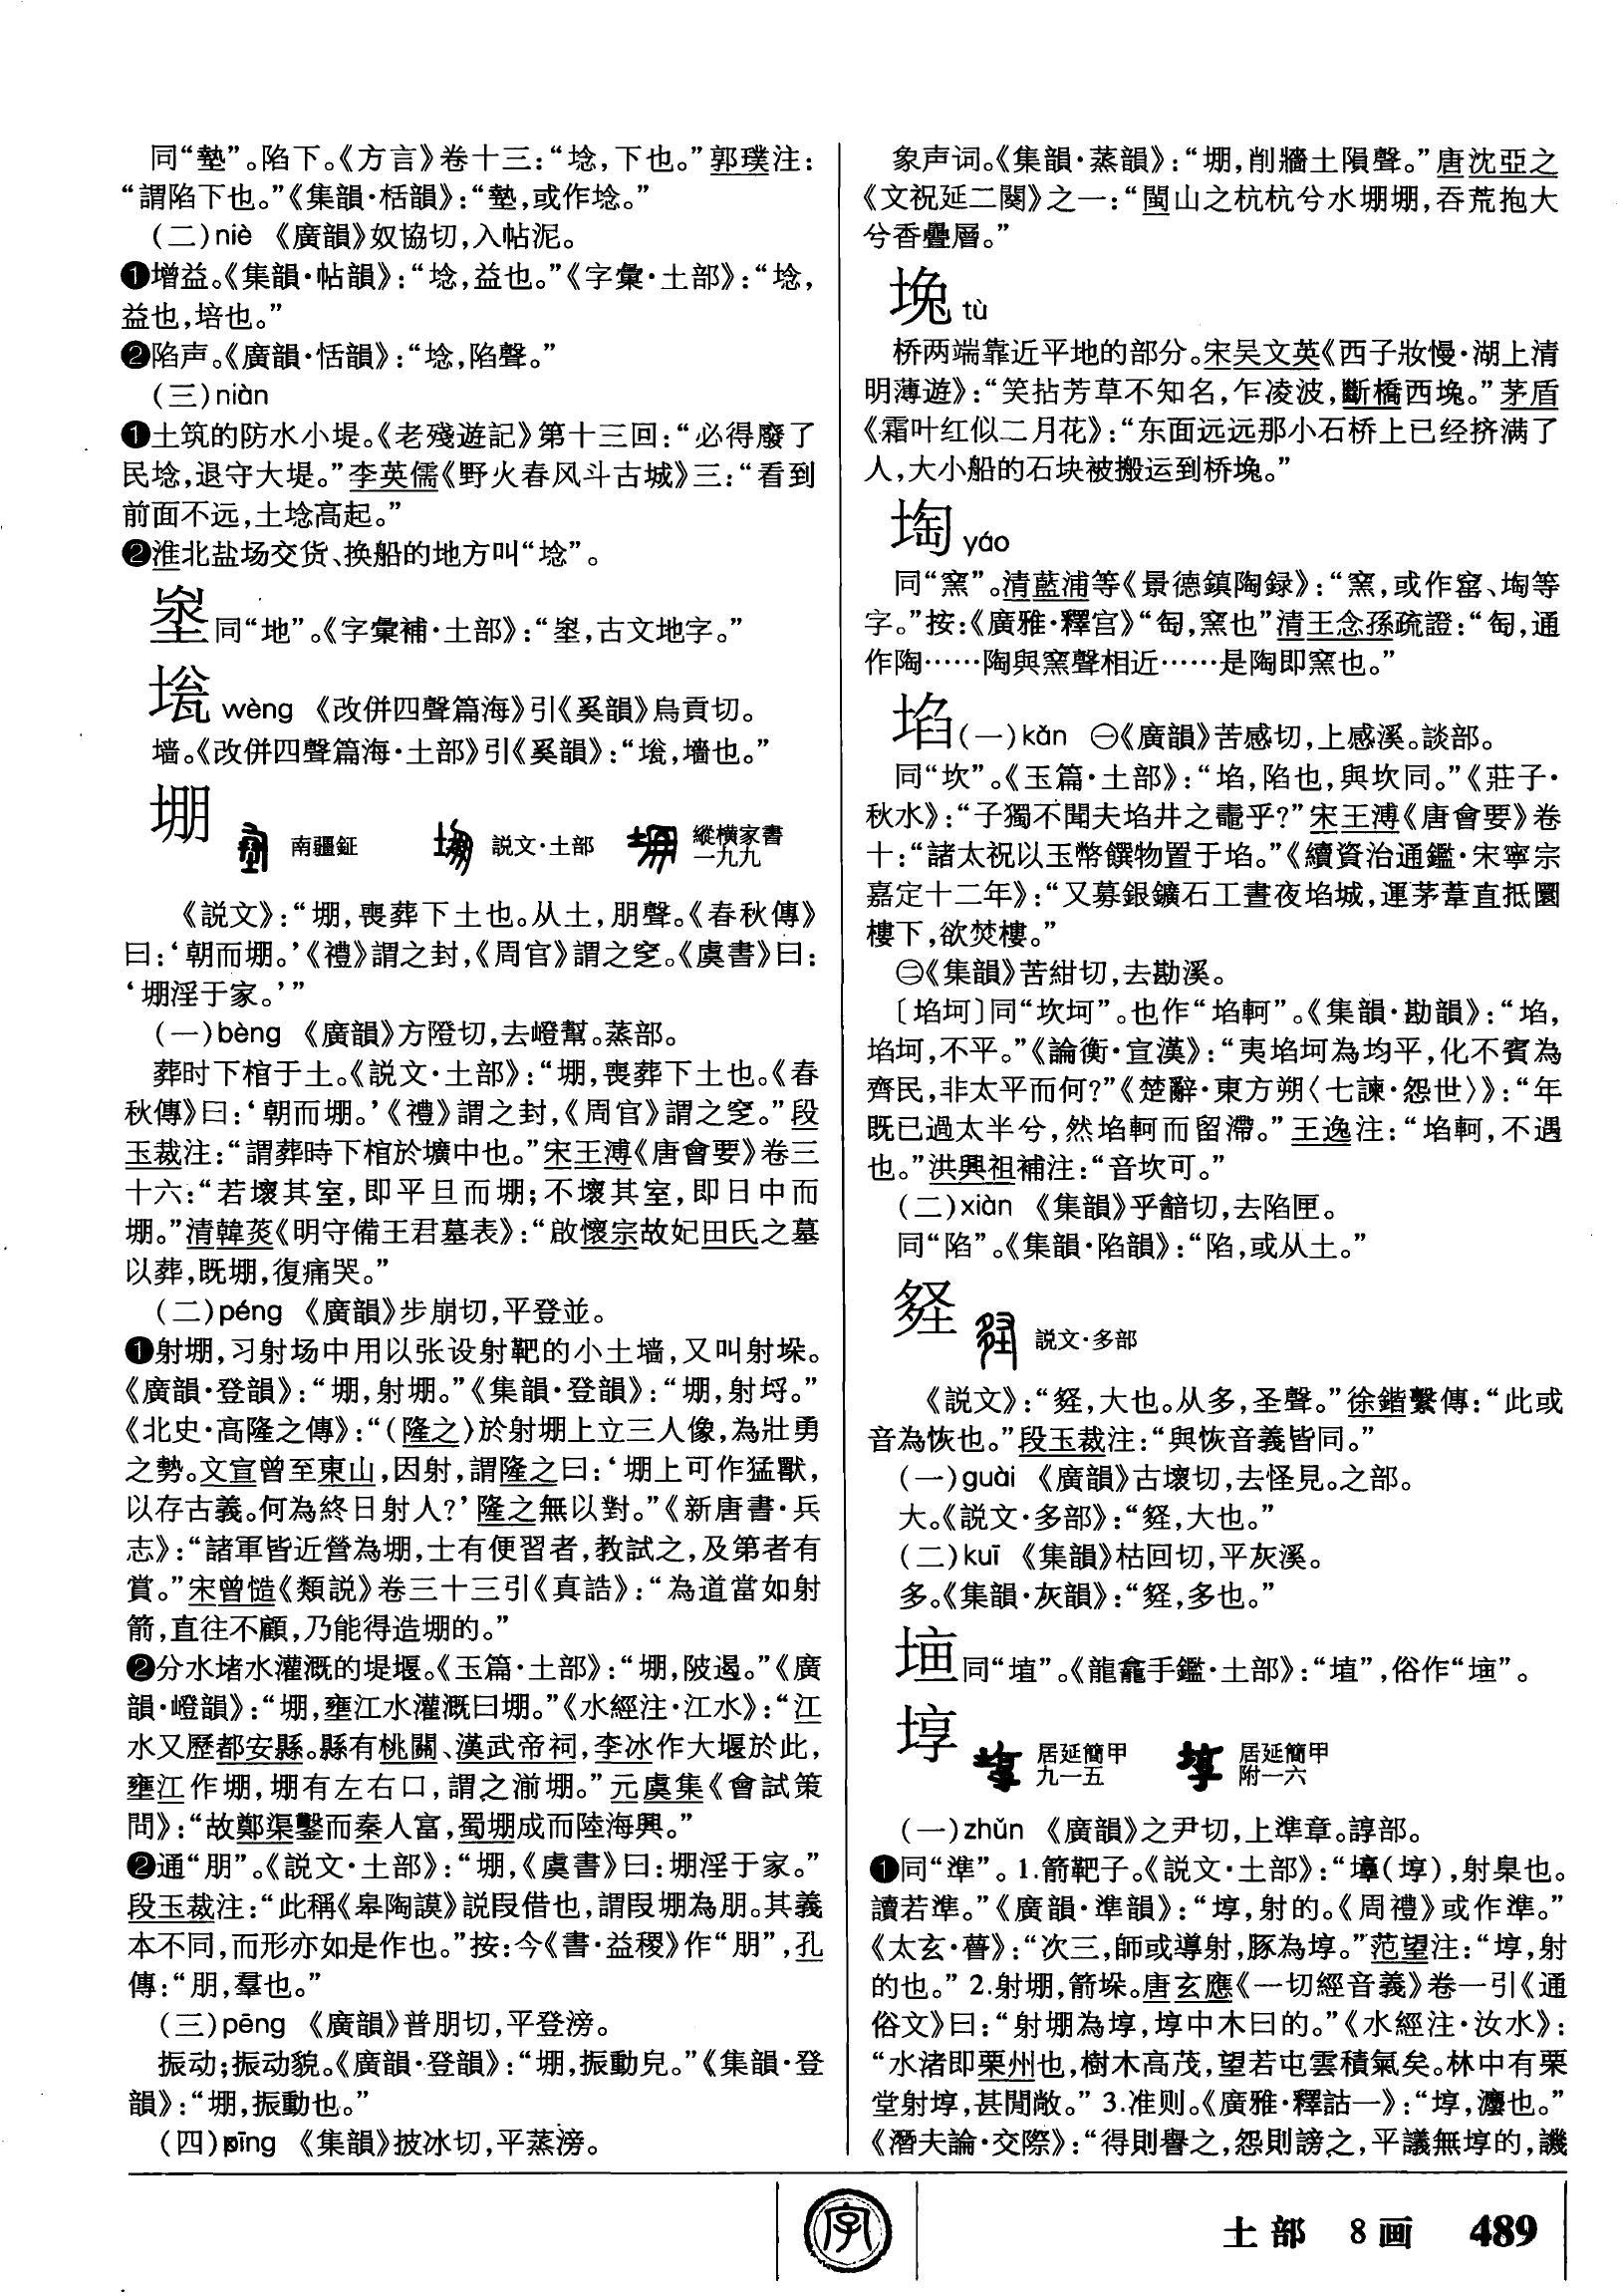 同“墊”。陷下。《方言》卷十三：“埝，下也。”郭璞注：
“謂陷下也。”《集韻·栝韻》：“墊，或作埝。”
（二）niè 《廣韻》奴協切，入帖泥。
❶增益。《集韻·帖韻》：“埝，益也。”《字彙·土部》：“埝，
益也，培也。”
❷陷声。《廣韻·怗韻》：“埝，陷聲。”
（三）niàn
❶土筑的防水小堤。《老殘遊記》第十三回：“必得廢了
民埝，退守大堤。”李英儒《野火春风斗古城》三：“看到
前面不远，土埝高起。”
❷淮北盐场交货、换船的地方叫“埝”。
同“地”。《字彙補·土部》：“，古文地字。”
㙂 wèng 《改併四聲篇海》引《奚韻》烏貢切。
墙。《改併四聲篇海·土部》引《奚韻》：“㙂，墻也。”
堋 南疆鉦 説文·土部 縱横家書一九九
《説文》：“堋，喪葬下土也。从土，朋聲。《春秋傳》
曰：‘朝而堋。’《禮》謂之封，《周官》謂之窆。《虞書》曰：
‘堋淫于家。’”
（一）bèng 《廣韻》方隥切，去嶝幫。蒸部。
葬时下棺于土。《説文·土部》：“堋，喪葬下土也。《春
秋傳》曰：‘朝而堋。’《禮》謂之封，《周官》謂之窆。”段
玉裁注：“謂葬時下棺於壙中也。”宋王溥《唐會要》卷三
十六：“若壞其室，即平旦而堋；不壞其室，即日中而
堋。”清韓菼《明守備王君墓表》：“啟懷宗故妃田氏之墓
以葬，既堋，復痛哭。”
（二）péng 《廣韻》步崩切，平登並。
❶射堋，习射场中用以张设射靶的小土墙，又叫射垛。
《廣韻·登韻》：“堋，射堋。”《集韻·登韻》：“堋，射埒。”
《北史·高隆之傳》：“（隆之）於射堋上立三人像，為壯勇
之勢。文宣曾至東山，因射，謂隆之曰：‘堋上可作猛獸，
以存古義。何為終日射人？’隆之無以對。”《新唐書·兵
志》：“諸軍皆近營為堋，士有便習者，教試之，及第者有
賞。”宋曾慥《類説》卷三十三引《真誥》：“為道當如射
箭，直往不顧，乃能得造堋的。”
❷分水堵水灌溉的堤堰。《玉篇·土部》：“堋，陂遏。”《廣
韻·嶝韻》：“堋，壅江水灌溉曰堋。”《水經注·江水》：“江
水又歷都安縣。縣有桃關、漢武帝祠，李冰作大堰於此，
壅江作堋，堋有左右口，謂之湔堋。”元虞集《會試策
問》：“故鄭渠鑿而秦人富，蜀堋成而陸海興。”
❷通“朋”。《説文·土部》：“堋，《虞書》曰：堋淫于家。”
段玉裁注：“此稱《皋陶謨》説叚借也，謂叚堋為朋。其義
本不同，而形亦如是作也。”按：今《書·益稷》作“朋”，孔
傳：“朋，羣也。”
（三）pēng 《廣韻》普朋切，平登滂。
振动；振动貌。《廣韻·登韻》：“堋，振動皃。”《集韻·登
韻》：“堋，振動也。”
（四）pīng 《集韻》披冰切，平蒸滂。
象声词。《集韻·蒸韻》：“堋，削牆土隕聲。”唐沈亞之
《文祝延二闋》之一：“閩山之杭杭兮水堋堋，吞荒抱大
兮香疊層。”
堍 tù
桥两端靠近平地的部分。宋吴文英《西子妝慢·湖上清
明薄遊》：“笑拈芳草不知名，乍凌波，斷橋西堍。”茅盾
《霜叶红似二月花》：“东面远远那小石桥上已经挤满了
人，大小船的石块被搬运到桥堍。”
㙁 yáo
同“窯”。清藍浦等《景德鎮陶録》：“窯，或作窰、㙁等
字。”按：《廣雅·釋宫》“匋，窯也”清王念孫疏證：“匋，通
作陶……陶與窯聲相近……是陶即窯也。”
埳（一）kǎn ㊀《廣韻》苦感切，上感溪。談部。
同“坎”。《玉篇·土部》：“埳，陷也，與坎同。”《莊子·
秋水》：“子獨不聞夫埳井之鼃乎？”宋王溥《唐會要》卷
十：“諸太祝以玉幣饌物置于埳。”《續資治通鑑·宋寧宗
嘉定十二年》：“又募銀鑛石工晝夜埳城，運茅葦直抵圜
樓下，欲焚樓。”
㊁《集韻》苦紺切，去勘溪。
〔埳坷〕同“坎坷”。也作“埳軻”。《集韻·勘韻》：“埳，
埳坷，不平。”《論衡·宣漢》：“夷埳坷為均平，化不賓為
齊民，非太平而何？”《楚辭·東方朔〈七諫·怨世〉》：“年
既已過太半兮，然埳軻而留滯。”王逸注：“埳軻，不遇
也。”洪興祖補注：“音坎可。”
（二）xiàn 《集韻》乎韽切，去陷匣。
同“陷”。《集韻·陷韻》：“陷，或从土。”
㚍 説文·多部
《説文》：“㚍，大也。从多，圣聲。”徐鍇繫傳：“此或
音為恢也。”段玉裁注：“與恢音義皆同。”
（一）guài 《廣韻》古壞切，去怪見。之部。
大。《説文·多部》：“㚍，大也。”
（二）kuī 《集韻》枯回切，平灰溪。
多。《集韻·灰韻》：“㚍，多也。”
同“埴”。《龍龕手鑑·土部》：“埴”，俗作“”。
埻 居延簡甲九一五 居延簡甲附一六
（一）zhǔn 《廣韻》之尹切，上準章。諄部。
❶同“準”。1.箭靶子。《説文·土部》：“（埻），射臬也。
讀若準。”《廣韻·準韻》：“埻，射的。《周禮》或作準。”
《太玄·瞢》：“次三，師或導射，豚為埻。”范望注：“埻，射
的也。”2.射堋，箭垛。唐玄應《一切經音義》卷一引《通
俗文》曰：“射堋為埻，埻中木曰的。”《水經注·汝水》：
“水渚即栗州也，樹木高茂，望若屯雲積氣矣。林中有栗
堂射埻，甚閒敞。”3.准则。《廣雅·釋詁一》：“埻，灋也。”
《潛夫論·交際》：“得則譽之，怨則謗之，平議無埻的，譏
字
土部 8画 489